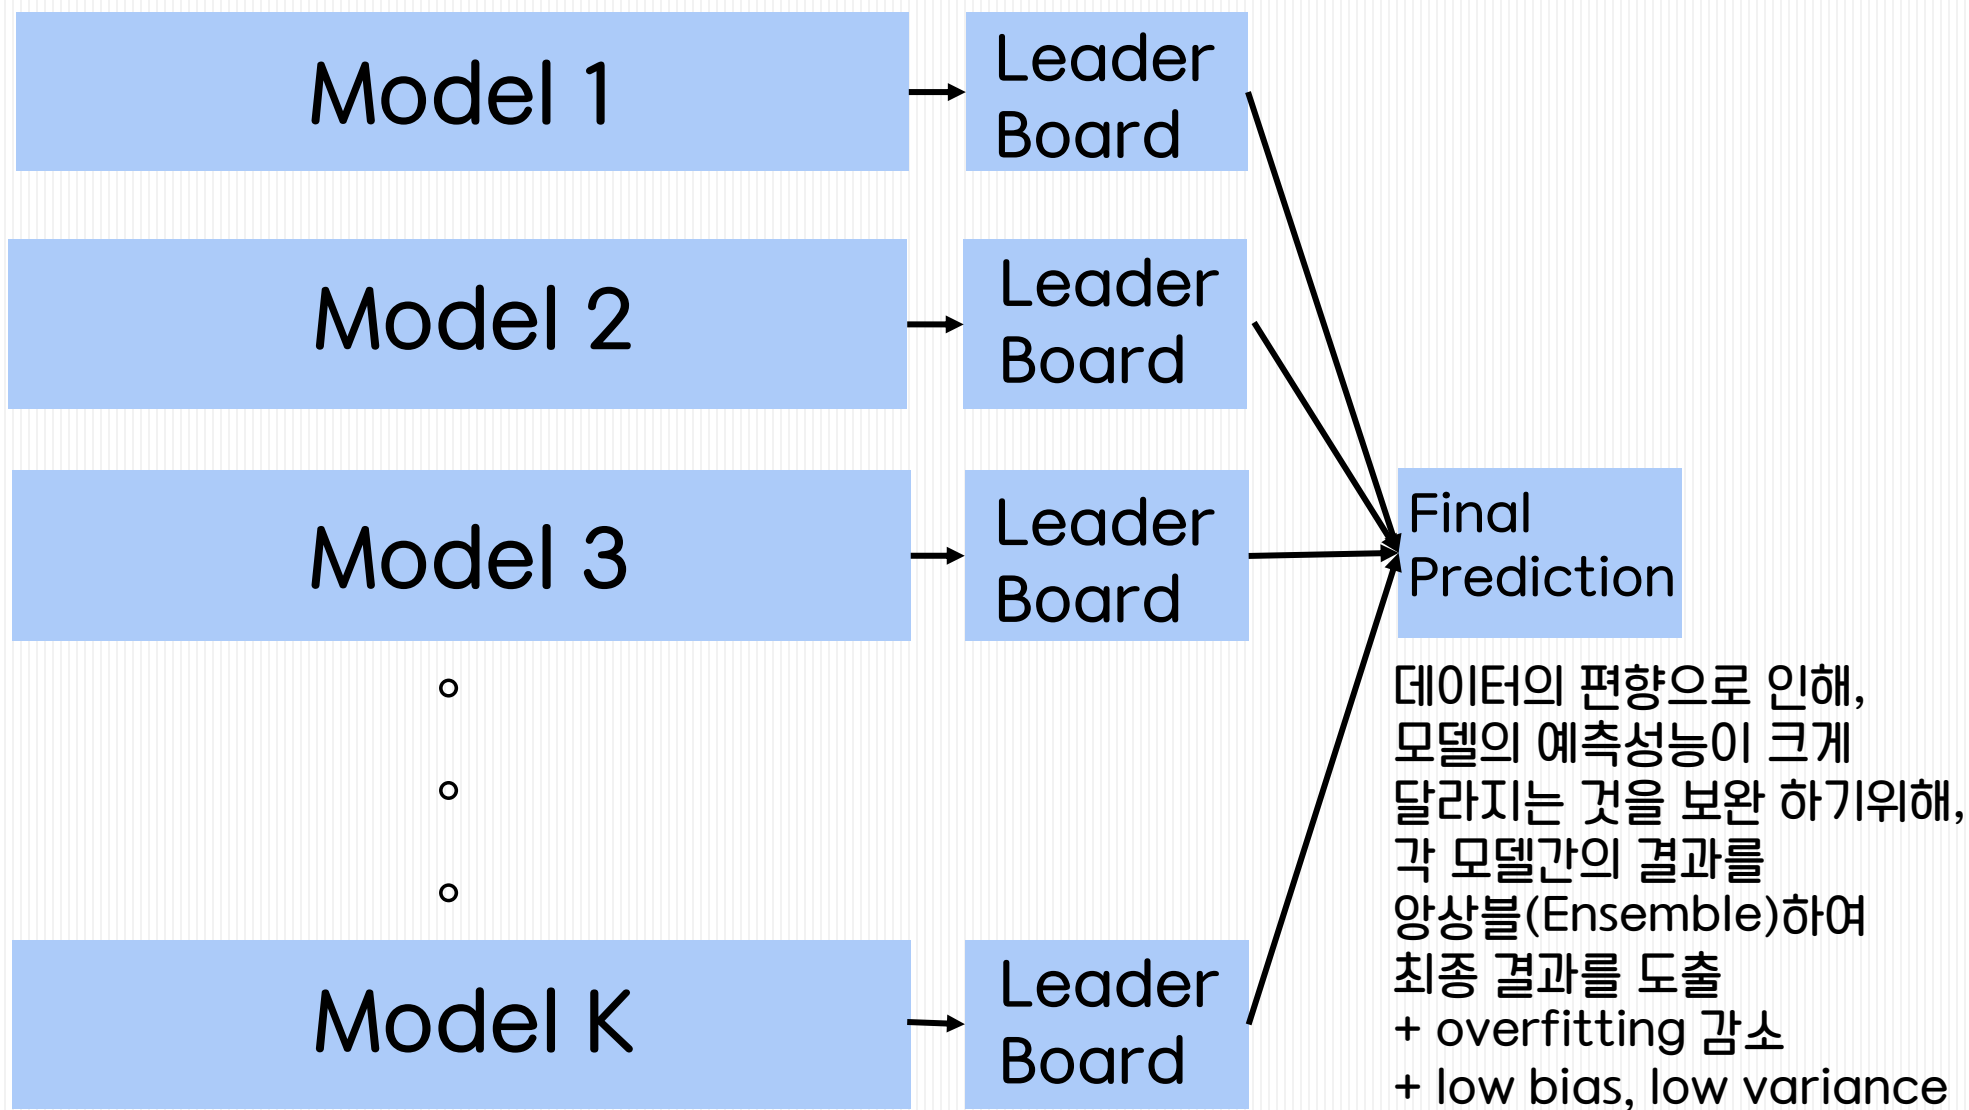 Model 1
Leader
Board
Model 2
Leader
Board
Model 3
Leader
Board
Final
Prediction
Model K
Leader
Board
데이터의 편향으로 인해,
모델의 예측성능이 크게
달라지는 것을 보완 하기위해,
각 모델간의 결과를
앙상블(Ensemble)하여
최종 결과를 도출
+ overfitting 감소
+ low bias, low variance